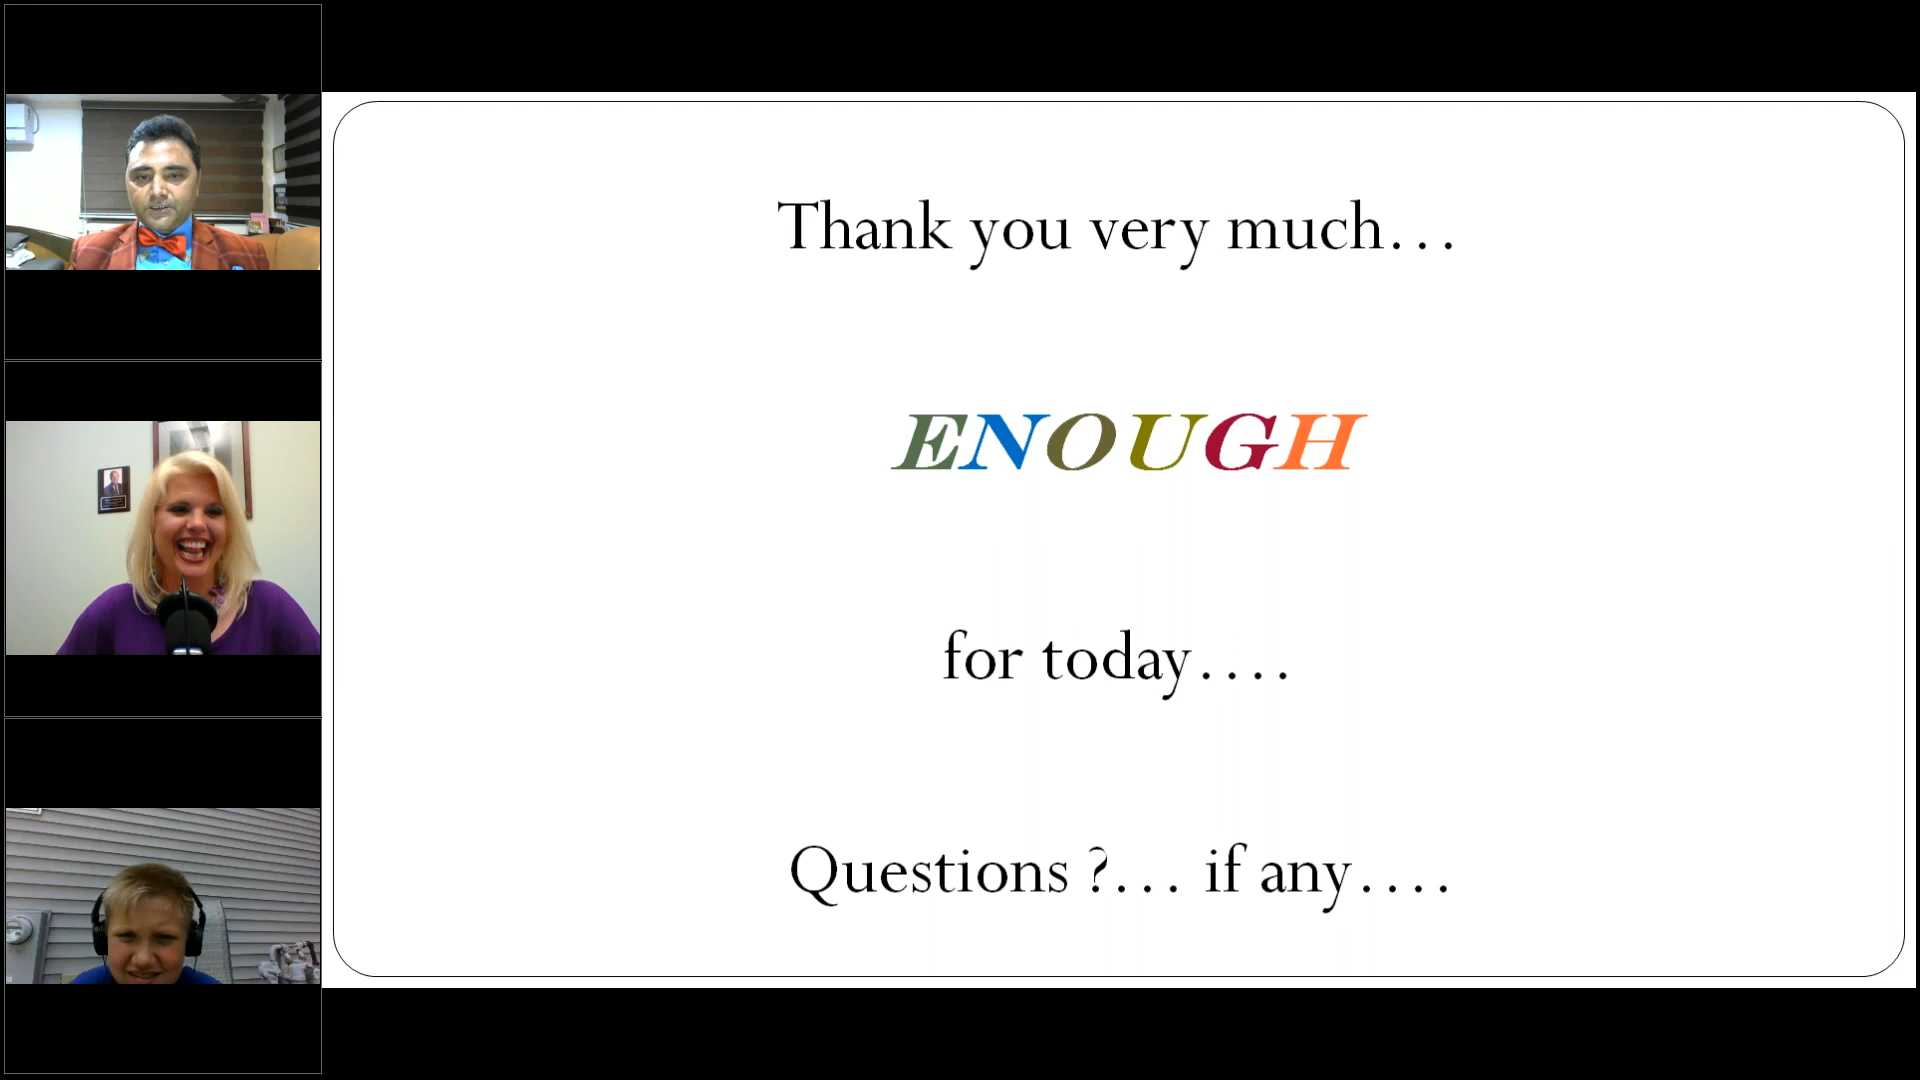 Thank you very much...
ENOUGH
for today....
Questions ?... if any....